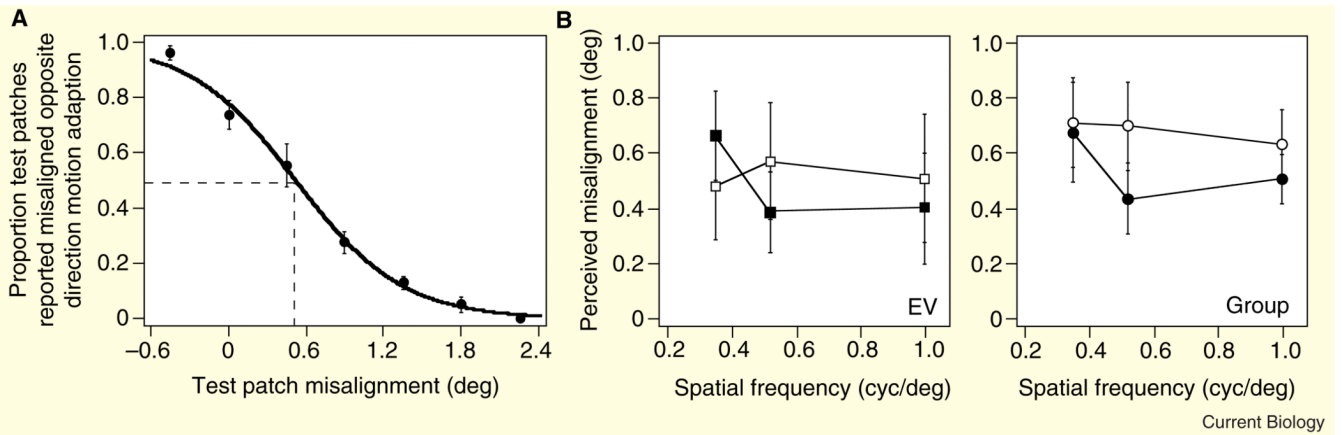 A
Proportion test patches
reported misaligned opposite
direction motion adaption
1.0
0.8
0.6
0.4
0.2
0
–0.6 0 0.6 1.2 1.8 2.4
Test patch misalignment (deg)
B
Perceived misalignment (deg)
1.0
0.8
0.6
0.4
0.2
0
EV
0.2 0.4 0.6 0.8 1.0
Spatial frequency (cyc/deg)
1.0
0.8
0.6
0.4
0.2
0
Group
0.2 0.4 0.6 0.8 1.0
Spatial frequency (cyc/deg)
Current Biology